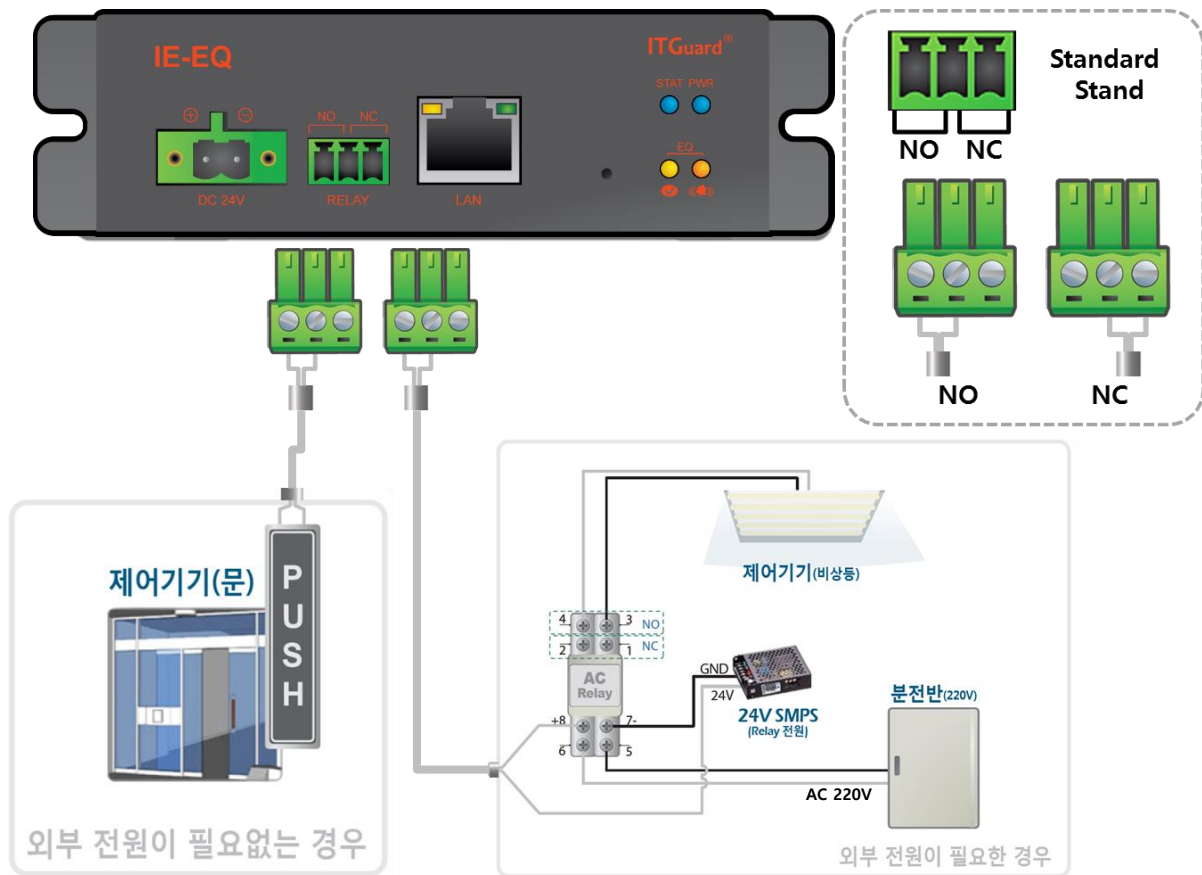 IE-EQ
ITGuard®
STAT PWR
NO NC
EQ
DC 24V
RELAY
LAN
Standard
Stand
NO NC
NO
NC
제어기기(문)
PUSH
외부 전원이 필요없는 경우
제어기기(비상등)
4 3 NO
2 1 NC
AC
Relay
GND
24V
24V SMPS
(Relay 전원)
+8 7-
6 5
분전반(220V)
AC 220V
외부 전원이 필요한 경우